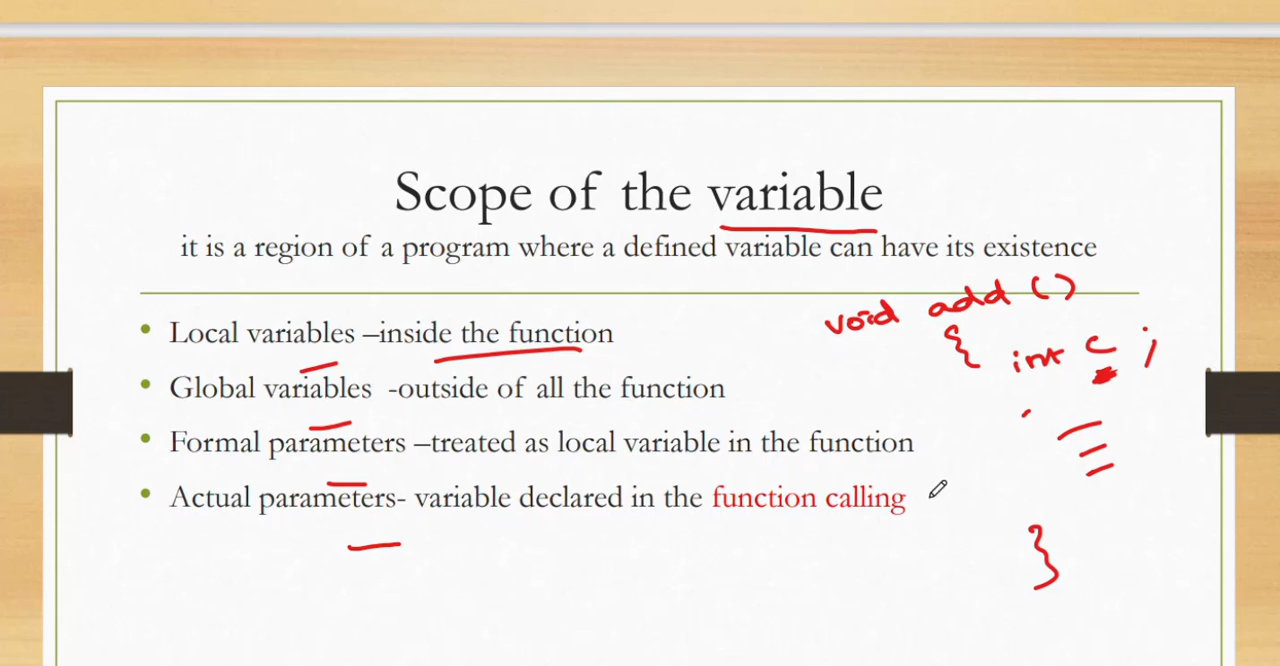 Scope of the variable
it is a region of a program where a defined variable can have its existence
• Local variables –inside the function
• Global variables -outside of all the function
• Formal parameters –treated as local variable in the function
• Actual parameters- variable declared in the function calling
void add ()
{ int c ;
}